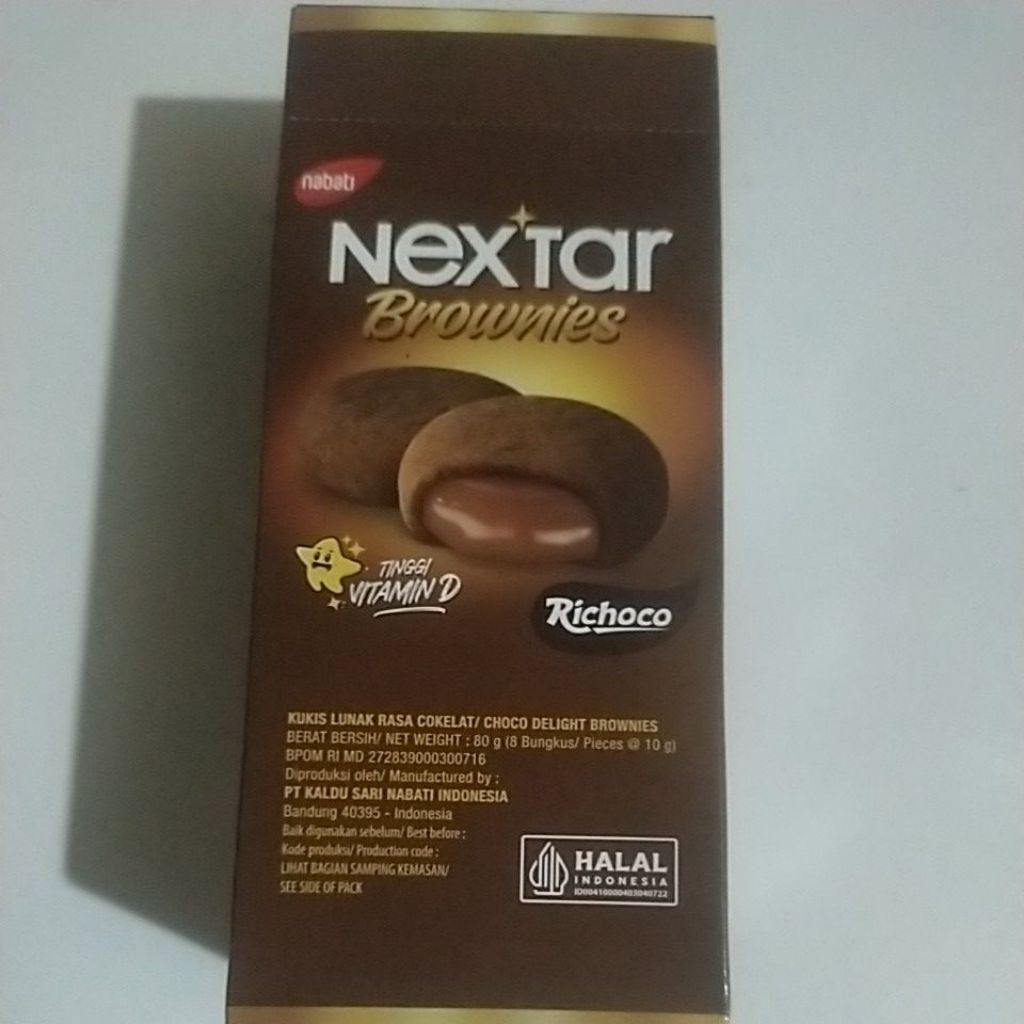 nabati
NEXTAR
Brownies
TINGGI
VITAMIN D
Richoco
KUKIS LUNAK RASA COKELAT/ CHOCO DELIGHT BROWNIES
BERAT BERSIH/ NET WEIGHT : 80 g (8 Bungkus/ Pieces @ 10 g)
BPOM RI MD 272839000300716
Diproduksi oleh/ Manufactured by :
PT KALDU SARI NABATI INDONESIA
Bandung 40395 - Indonesia
Baik digunakan sebelum/ Best before :
Kode produksi/ Production code :
LIHAT BAGIAN SAMPING KEMASAN/
SEE SIDE OF PACK
HALAL
INDONESIA
ID00410000403040722